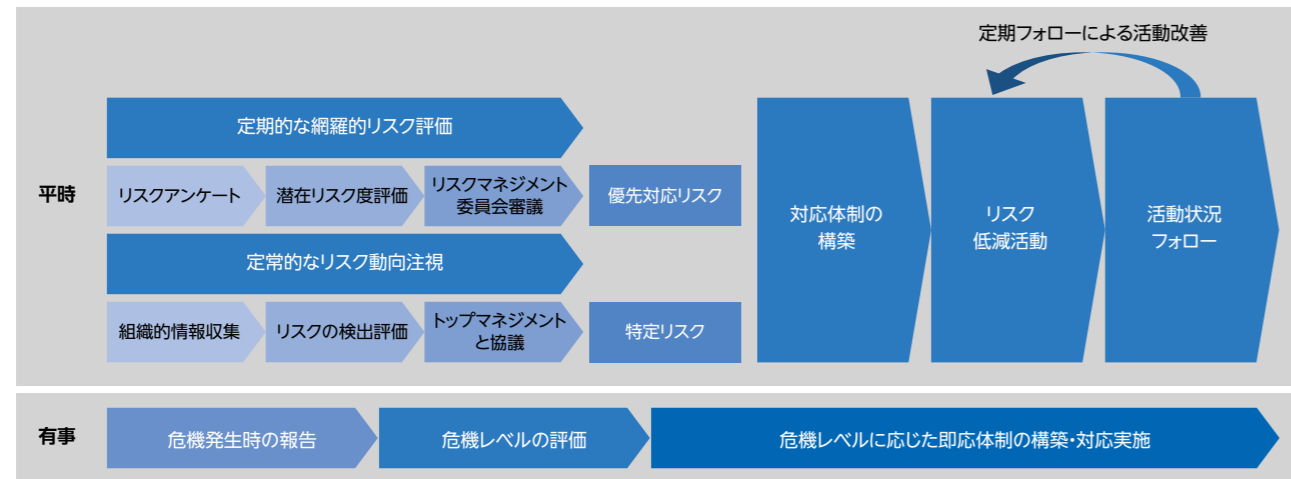 定期フォローによる活動改善
平時
定期的な網羅的リスク評価
リスクアンケート
潜在リスク度評価
リスクマネジメント
委員会審議
優先対応リスク
定常的なリスク動向注視
組織的情報収集
リスクの検出評価
トップマネジメント
と協議
特定リスク
対応体制の
構築
リスク
低減活動
活動状況
フォロー
有事
危機発生時の報告
危機レベルの評価
危機レベルに応じた即応体制の構築・対応実施